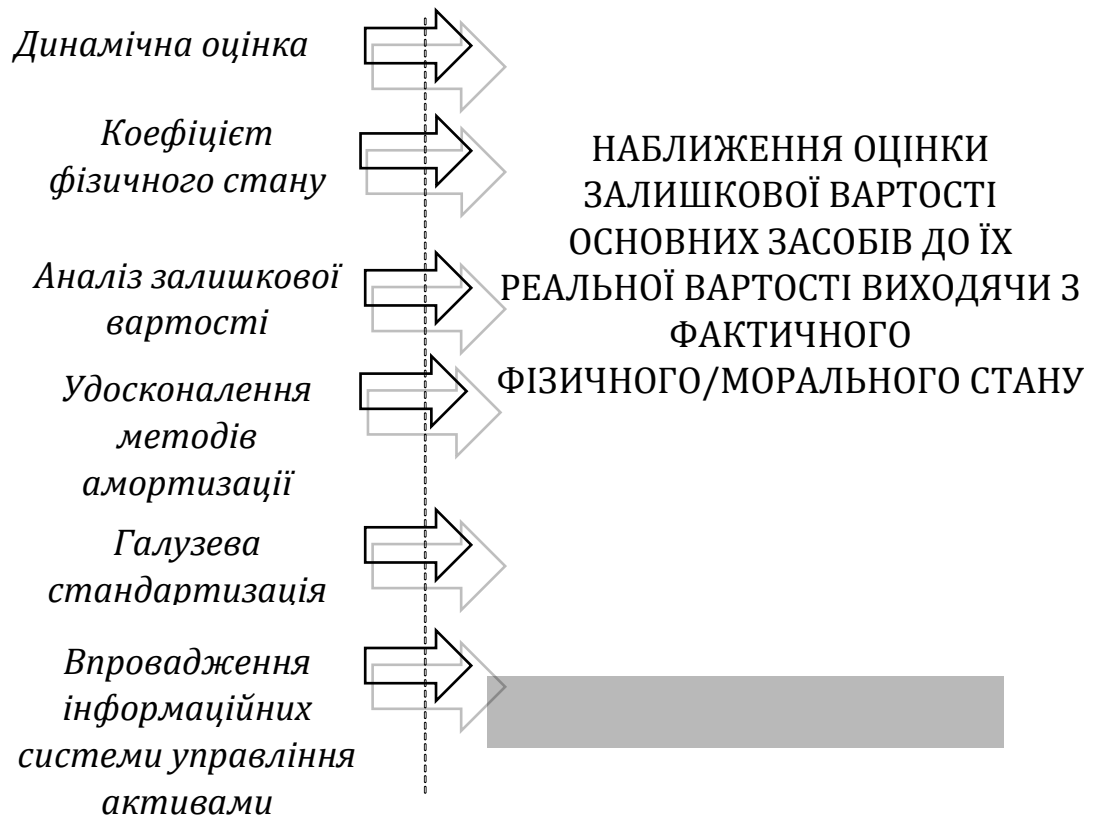 Динамічна оцінка
Коефіцієт
фізичного стану
Аналіз залишкової
вартості
Удосконалення
методів
амортизації
Галузева
стандартизація
Впровадження
інформаційних
системи управління
активами
НАБЛИЖЕННЯ ОЦІНКИ
ЗАЛИШКОВОЇ ВАРТОСТІ
ОСНОВНИХ ЗАСОБІВ ДО ЇХ
РЕАЛЬНОЇ ВАРТОСТІ ВИХОДЯЧИ З
ФАКТИЧНОГО
ФІЗИЧНОГО/МОРАЛЬНОГО СТАНУ